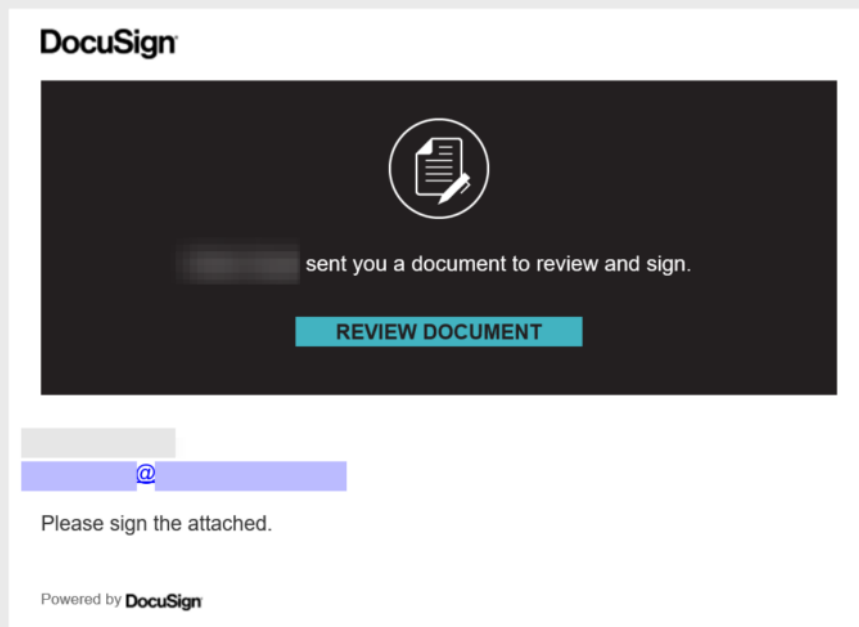 DocuSign
sent you a document to review and sign.
REVIEW DOCUMENT
@
Please sign the attached.
Powered by DocuSign